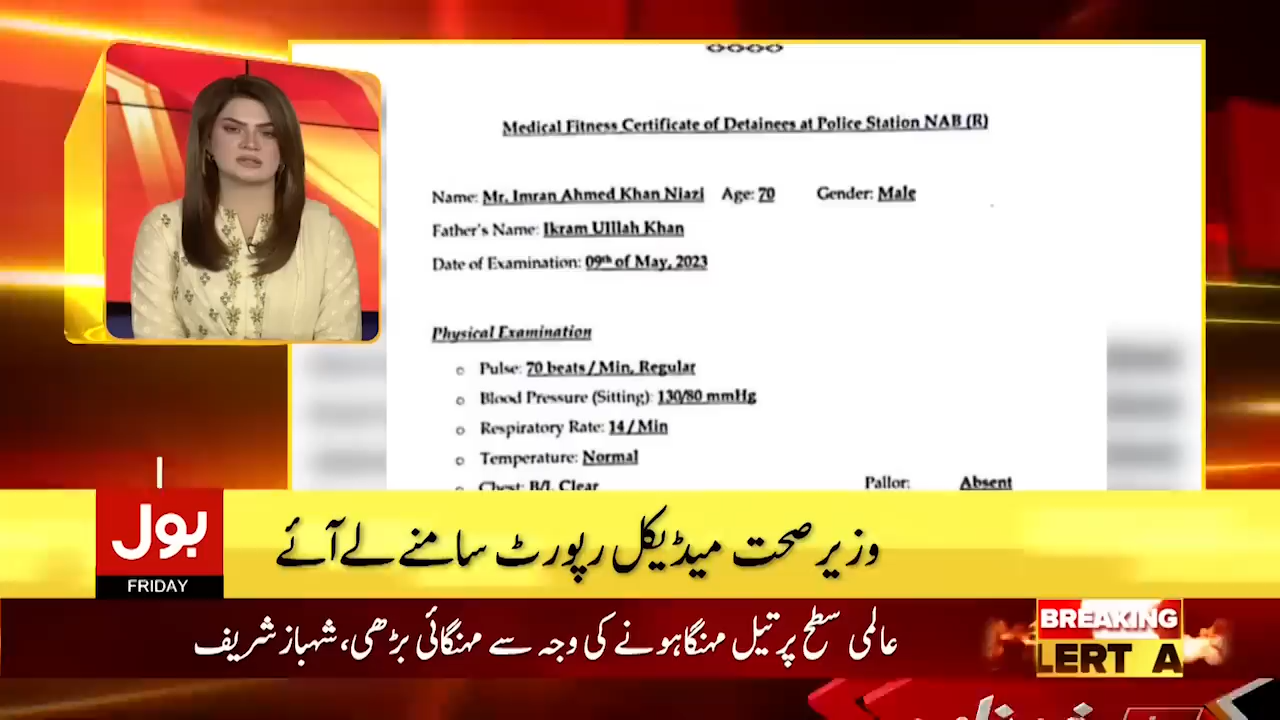 Medical Fitness Certificate of Detainees at Police Station NAB (R)
Name: Mr. Imran Ahmed Khan Niazi Age: 70 Gender: Male
Father's Name: Ikram Ulllah Khan
Date of Examination: 09th of May, 2023
Physical Examination
Pulse: 70 beats / Min, Regular
Blood Pressure (Sitting): 130/80 mmHg
Respiratory Rate: 14 / Min
Temperature: Normal
Chest: B/L Clear Pallor: Absent
بول
FRIDAY
وزیر صحت میڈیکل رپورٹ سامنے لے آئے
عالمی سطح پر تیل مہنگا ہونے کی وجہ سے مہنگائی بڑھی، شہباز شریف
BREAKING
LERT A